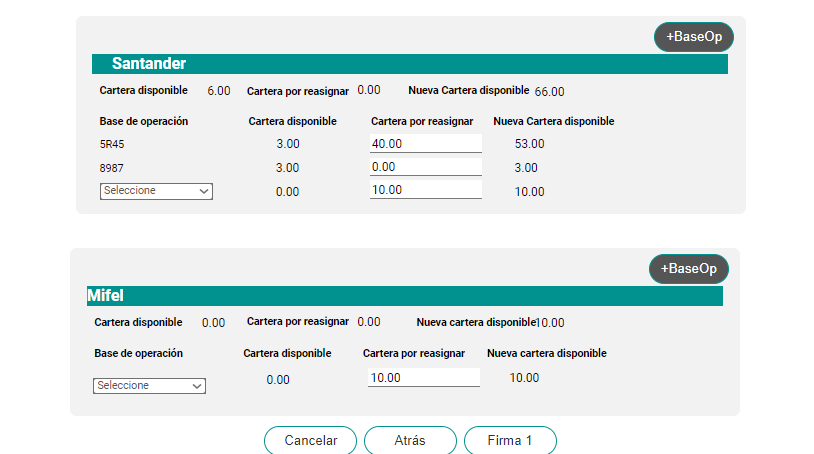 +BaseOp
Santander
Cartera disponible 6.00 Cartera por reasignar 0.00 Nueva Cartera disponible 66.00
Base de operación Cartera disponible Cartera por reasignar Nueva Cartera disponible
5R45 3.00 40.00 53.00
8987 3.00 0.00 3.00
Seleccione 0.00 10.00 10.00
+BaseOp
Mifel
Cartera disponible 0.00 Cartera por reasignar 0.00 Nueva cartera disponible 10.00
Base de operación Cartera disponible Cartera por reasignar Nueva cartera disponible
Seleccione 0.00 10.00 10.00
Cancelar Atrás Firma 1